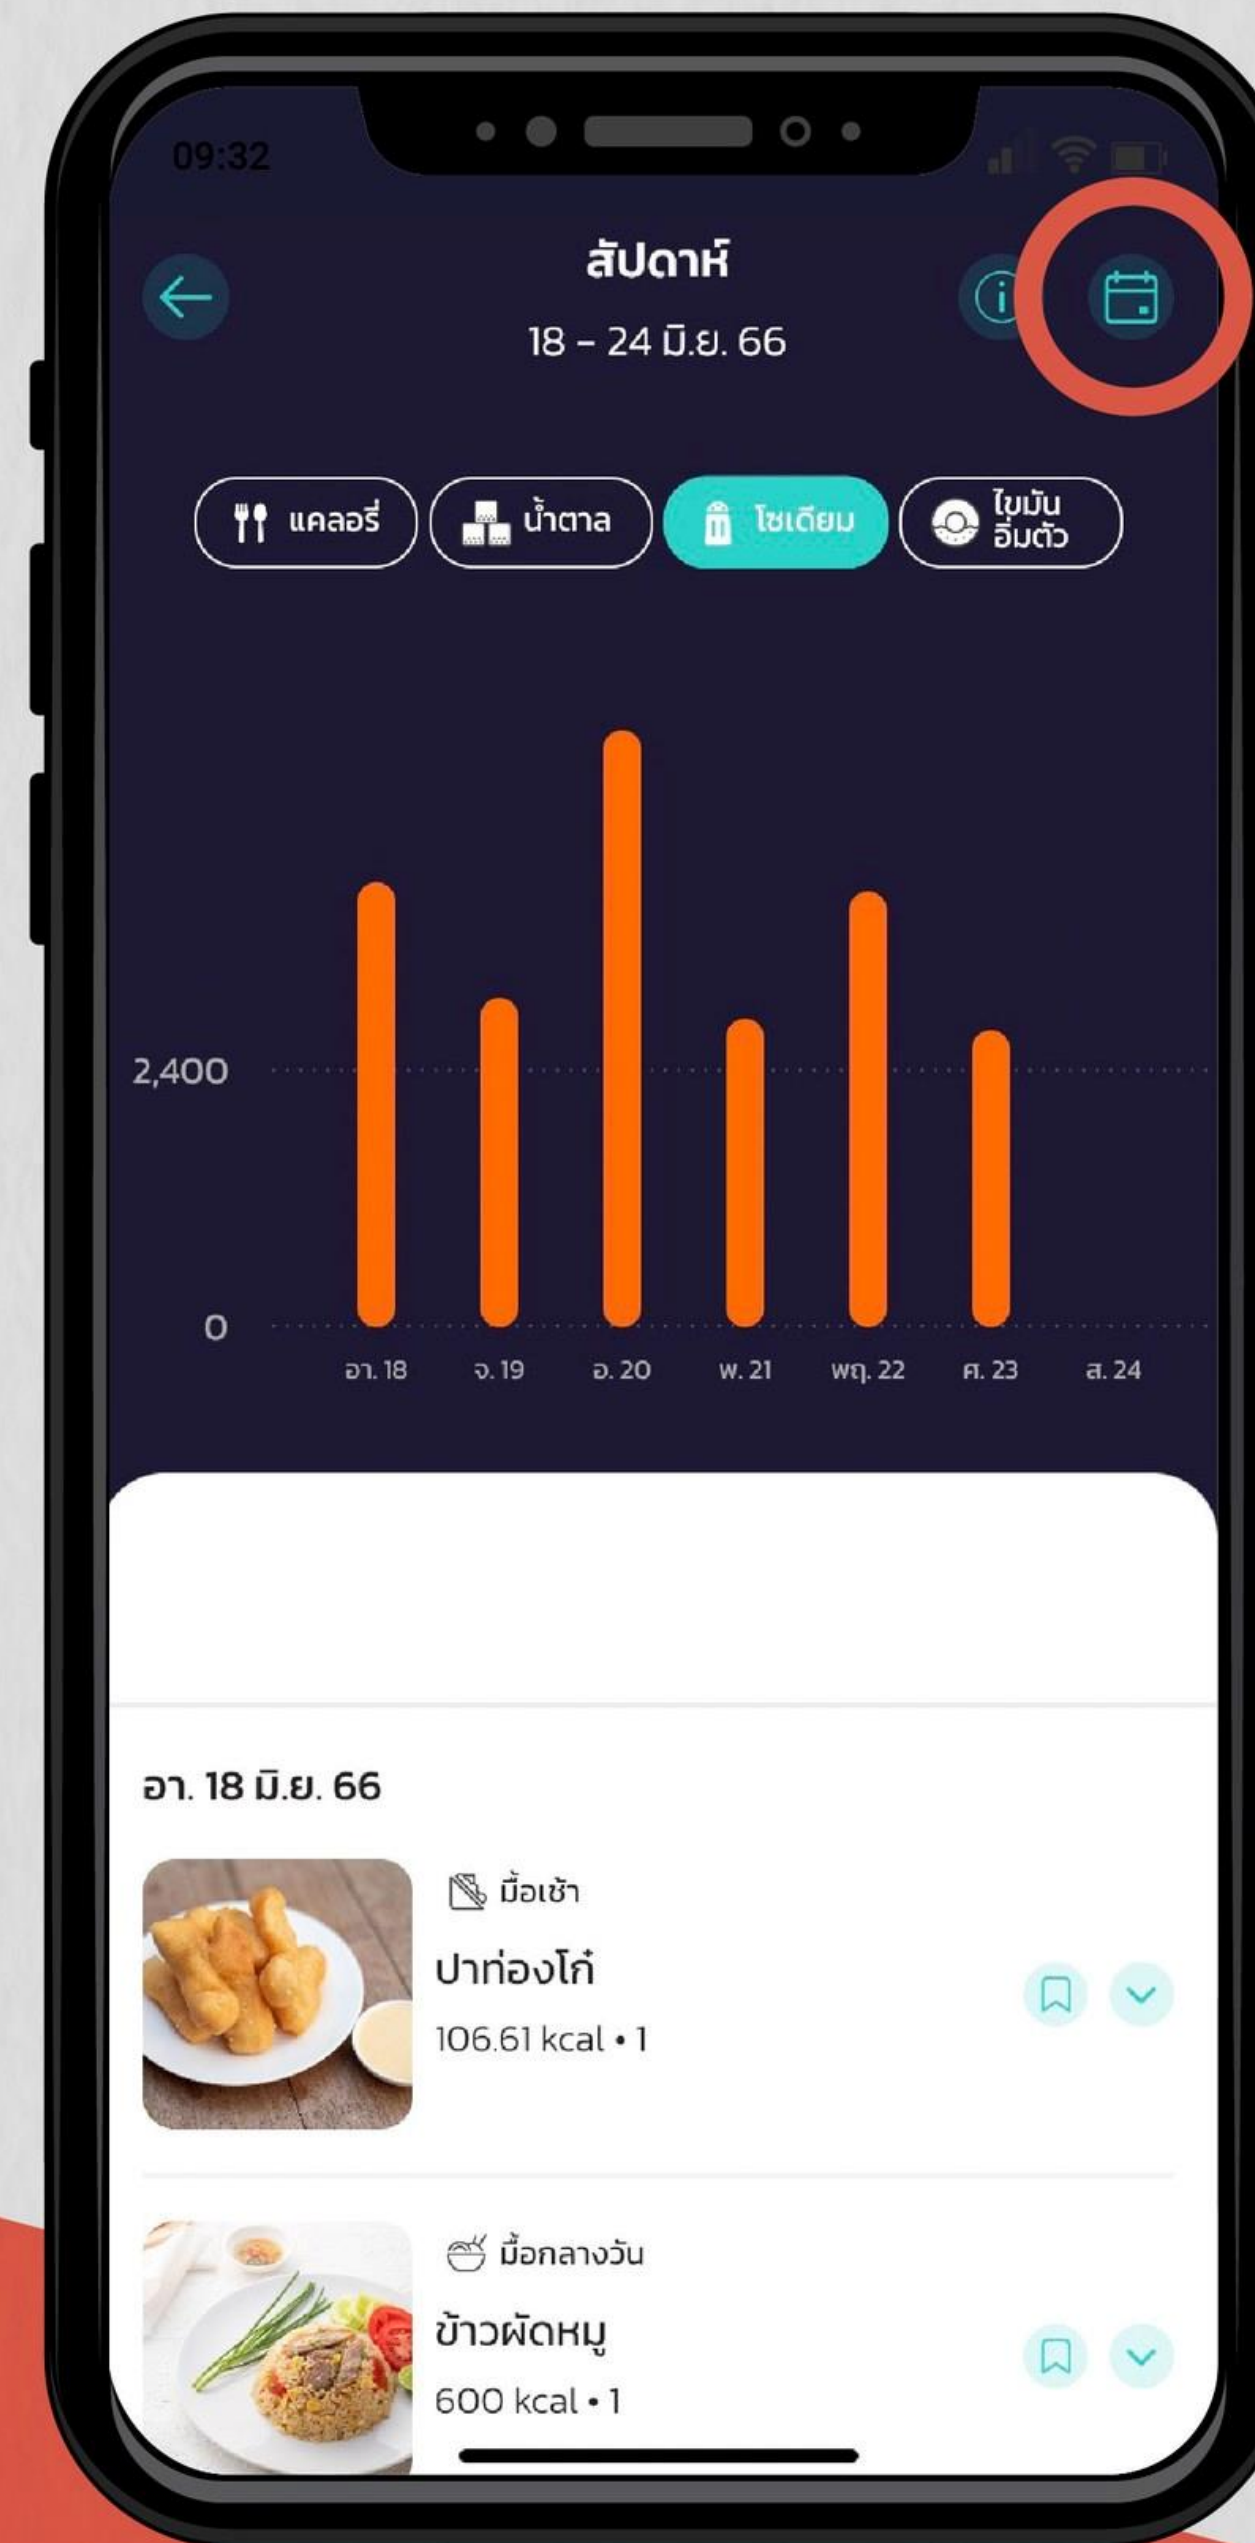 09:32
สัปดาห์
18 – 24 มิ.ย. 66
แคลอรี่
น้ำตาล
โซเดียม
ไขมัน
อิ่มตัว
2,400
0
อา. 18 จ. 19 อ. 20 พ. 21 พฤ. 22 ศ. 23 ส. 24
อา. 18 มิ.ย. 66
มื้อเช้า
ปาท่องโก๋
106.61 kcal • 1
มื้อกลางวัน
ข้าวผัดหมู
600 kcal • 1